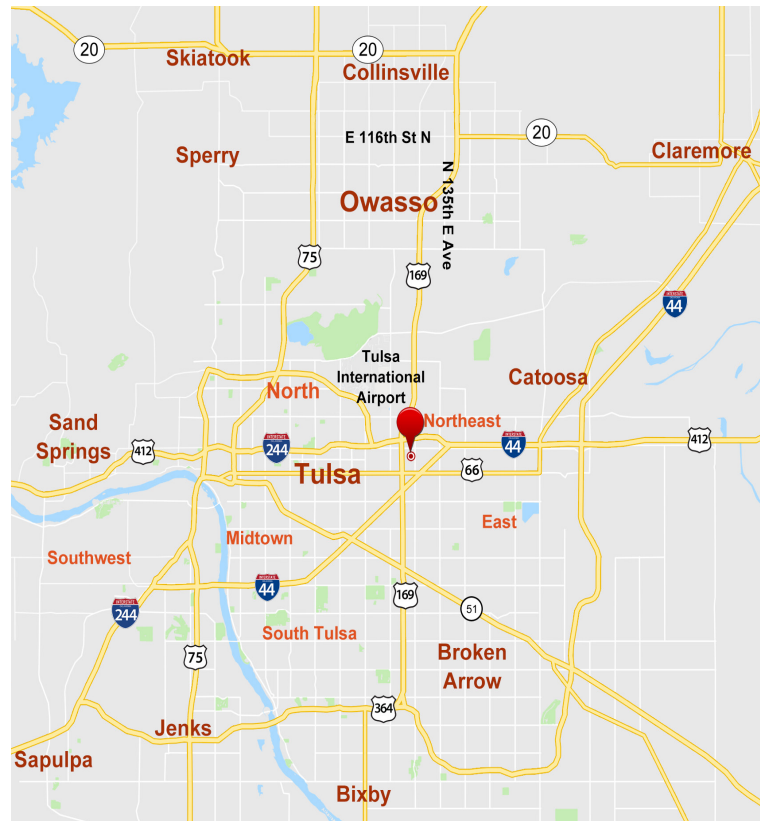 20
20
Skiatook
Collinsville
E 116th St N
20
Sperry
Claremore
N 135th E Ave
Owasso
75
169
44
Tulsa
International
Airport
Catoosa
North
Northeast
Sand
Springs
412
244
44
412
Tulsa
66
East
Midtown
Southwest
44
169
51
244
South Tulsa
75
Broken
Arrow
364
Jenks
Sapulpa
Bixby